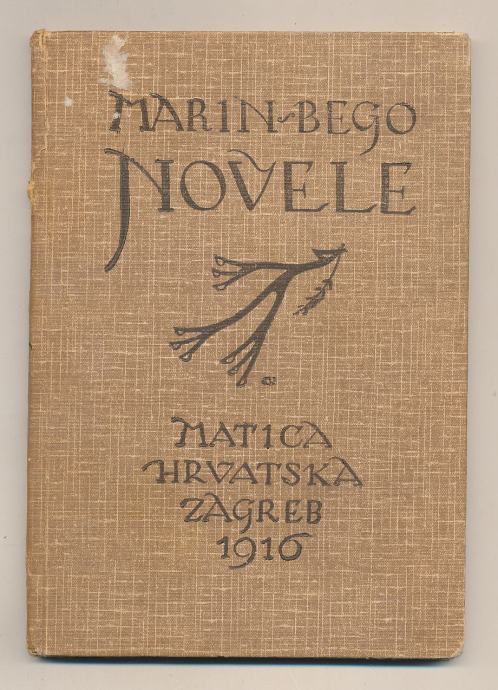 MARIN-BEGO
NOVELE
MATICA
HRVATSKA
ZAGREB
1916